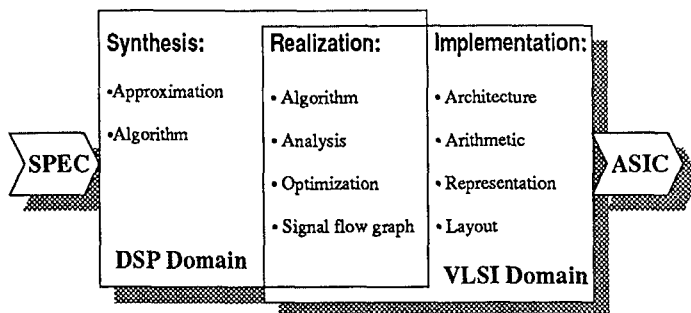 SPEC
Synthesis:
•Approximation
•Algorithm
DSP Domain
Realization:
• Algorithm
• Analysis
• Optimization
• Signal flow graph
Implementation:
• Architecture
• Arithmetic
• Representation
• Layout
VLSI Domain
ASIC